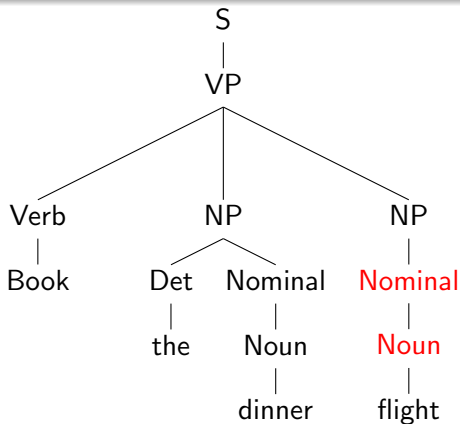 S
VP
Verb NP NP
Book Det Nominal Nominal
the Noun Noun
dinner flight